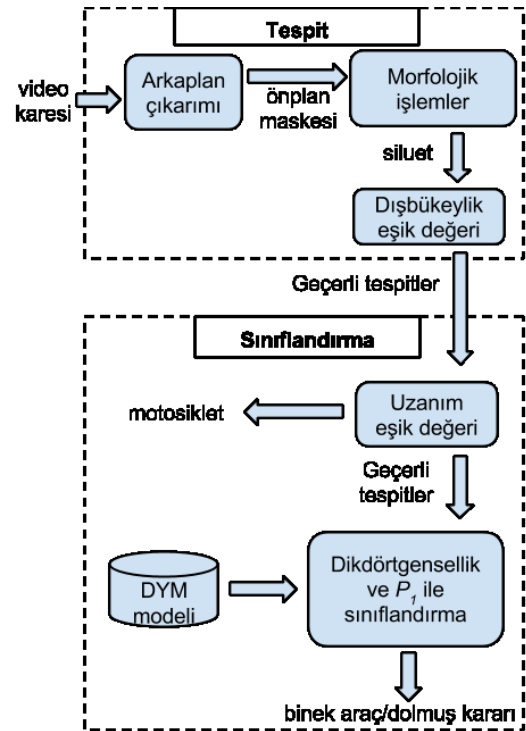 Tespit
video
karesi
Arkaplan
çıkarımı
önplan
maskesi
Morfolojik
işlemler
siluet
Dışbükeylik
eşik değeri
Geçerli tespitler
Sınıflandırma
Uzanım
eşik değeri
motosiklet
Geçerli
tespitler
DYM
modeli
Dikdörtgensellik
ve P₁ ile
sınıflandırma
binek araç/dolmuş kararı